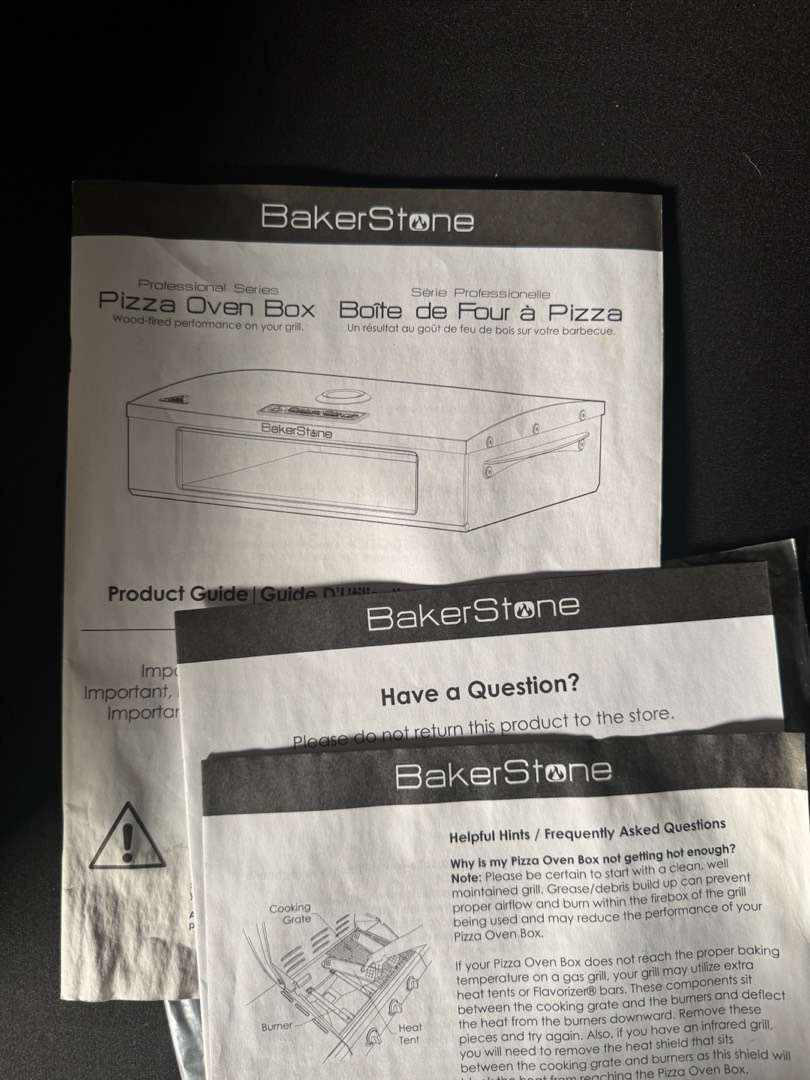 BakerStone
Professional Series
Pizza Oven Box
Wood-fired performance on your grill.
Série Professionelle
Boîte de Four à Pizza
Un résultat au goût de feu de bois sur votre barbecue.
BakerStone
Product Guide | Guide D'Utili
Impo
Important,
Importan
BakerStone
Have a Question?
Please do not return this product to the store.
BakerStone
Helpful Hints / Frequently Asked Questions
Why is my Pizza Oven Box not getting hot enough?
Note: Please be certain to start with a clean, well
maintained grill. Grease/debris build up can prevent
proper airflow and burn within the firebox of the grill
being used and may reduce the performance of your
Pizza Oven Box.
If your Pizza Oven Box does not reach the proper baking
temperature on a gas grill, your grill may utilize extra
heat tents or Flavorizer® bars. These components sit
between the cooking grate and the burners and deflect
the heat from the burners downward. Remove these
pieces and try again. Also, if you have an infrared grill,
you will need to remove the heat shield that sits
between the cooking grate and burners as this shield will
the heat from reaching the Pizza Oven Box.
Cooking
Grate
Burner
Heat
Tent